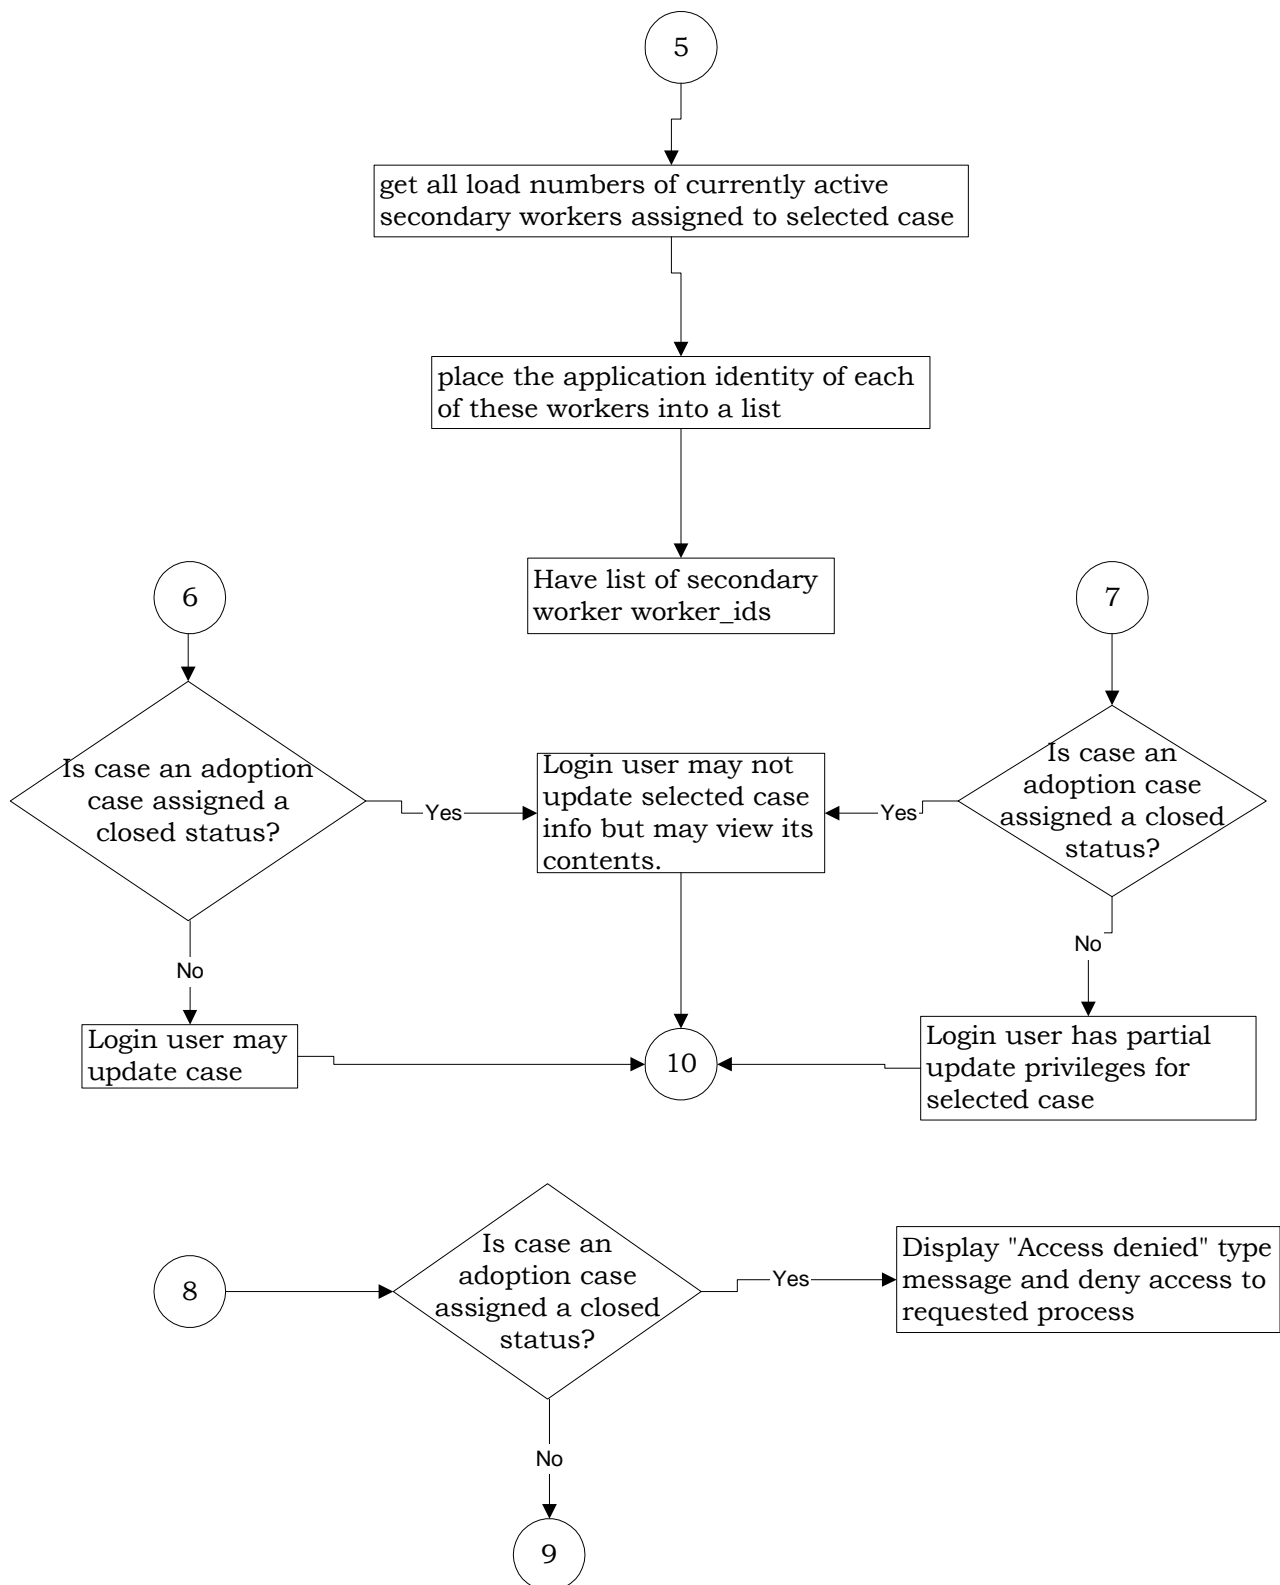 5
get all load numbers of currently active
secondary workers assigned to selected case
place the application identity of each
of these workers into a list
Have list of secondary
worker worker_ids
6
7
Is case an adoption
case assigned a
closed status?
Yes
Login user may not
update selected case
info but may view its
contents.
Yes
Is case an
adoption case
assigned a closed
status?
No
No
Login user may
update case
10
Login user has partial
update privileges for
selected case
8
Is case an
adoption case
assigned a closed
status?
Yes
Display "Access denied" type
message and deny access to
requested process
No
9